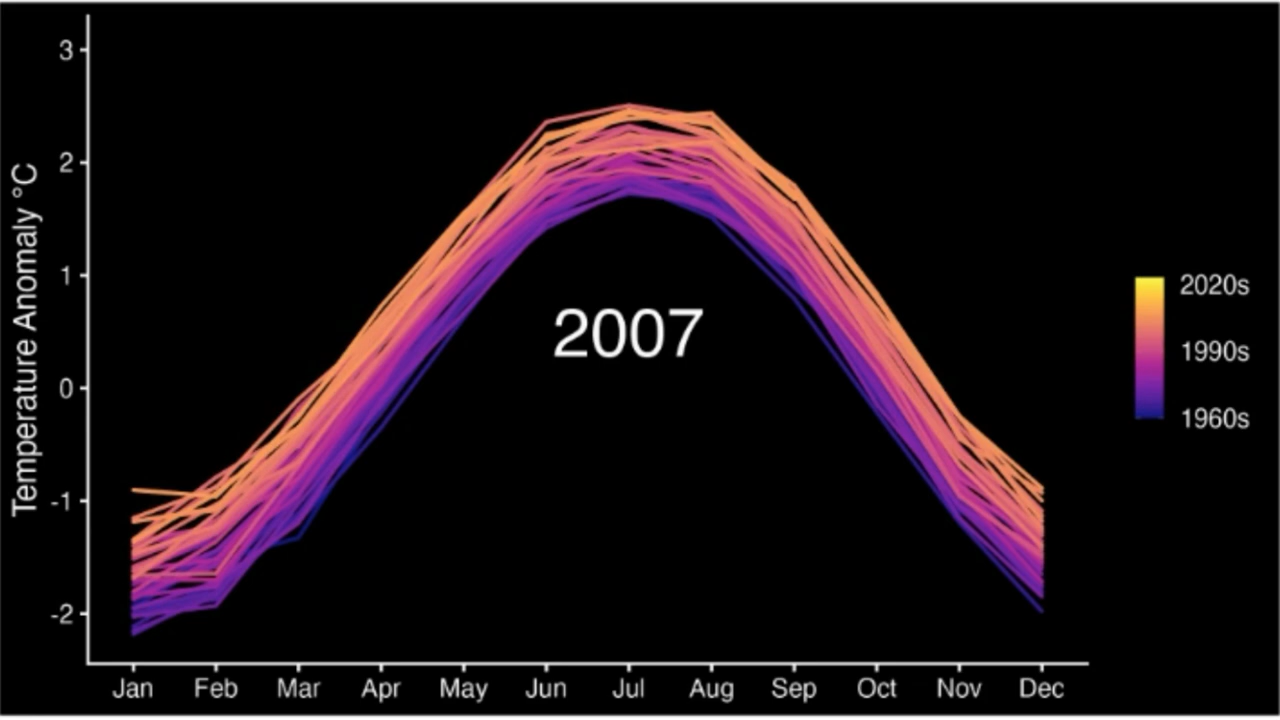 Temperature Anomaly °C
3
2
1
0
-1
-2
2007
2020s
1990s
1960s
Jan Feb Mar Apr May Jun Jul Aug Sep Oct Nov Dec